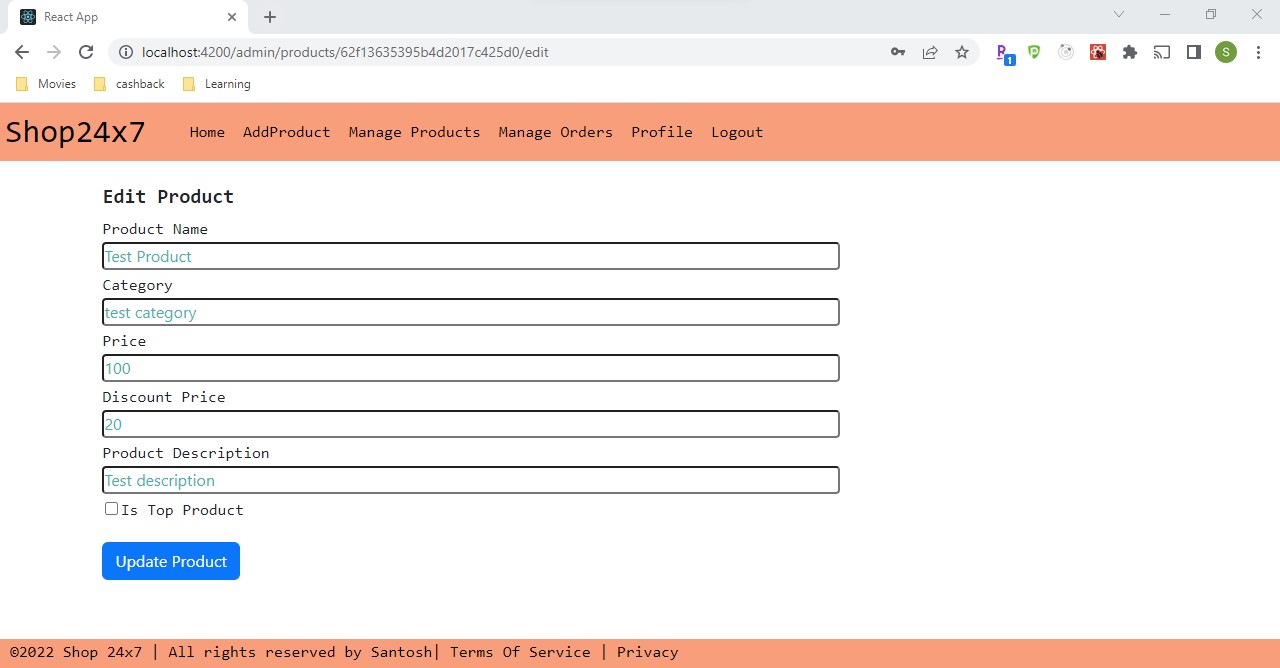 React App
localhost:4200/admin/products/62f13635395b4d2017c425d0/edit
1
S
Movies cashback Learning
Shop24x7 Home AddProduct Manage Products Manage Orders Profile Logout
Edit Product
Product Name
Test Product
Category
test category
Price
100
Discount Price
20
Product Description
Test description
Is Top Product
Update Product
©2022 Shop 24x7 | All rights reserved by Santosh| Terms Of Service | Privacy